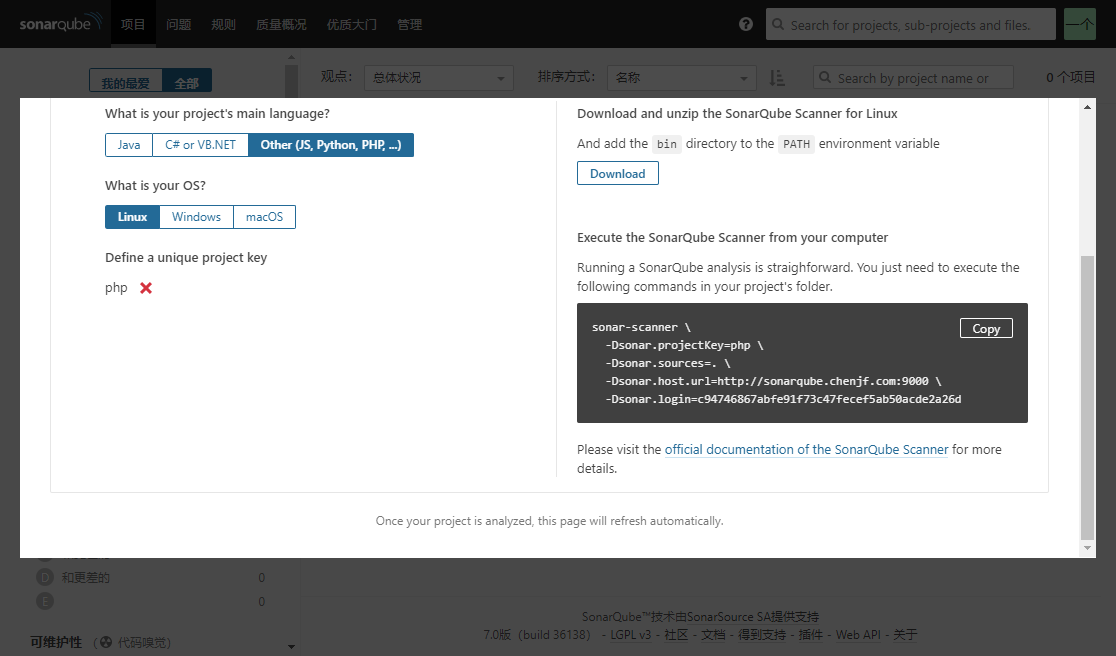 sonarqube 项目 问题 规则 质量概况 优质大门 管理 ? Search for projects, sub-projects and files. 一个
我的最爱 全部 观点： 总体状况 排序方式： 名称 Search by project name or 0 个项目
What is your project's main language?
Java C# or VB.NET Other (JS, Python, PHP, ...)
What is your OS?
Linux Windows macOS
Define a unique project key
php
Download and unzip the SonarQube Scanner for Linux
And add the bin directory to the PATH environment variable
Download
Execute the SonarQube Scanner from your computer
Running a SonarQube analysis is straighforward. You just need to execute the
following commands in your project's folder.
Copy
sonar-scanner \
-Dsonar.projectKey=php \
-Dsonar.sources=. \
-Dsonar.host.url=http://sonarqube.chenjf.com:9000 \
-Dsonar.login=c94746867abfe91f73c47fecef5ab50acde2a26d
Please visit the official documentation of the SonarQube Scanner for more
details.
Once your project is analyzed, this page will refresh automatically.
D 和更差的 0
E 0
可维护性 ( 代码嗅觉)
SonarQube™技术由SonarSource SA提供支持
7.0版（build 36138） - LGPL v3 - 社区 - 文档 - 得到支持 - 插件 - Web API - 关于